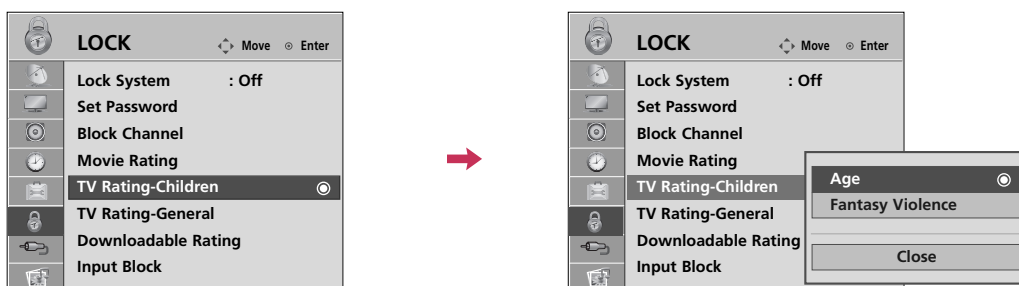 LOCK
Move
Enter
Lock System : Off
Set Password
Block Channel
Movie Rating
TV Rating-Children
TV Rating-General
Downloadable Rating
Input Block
LOCK
Move
Enter
Lock System : Off
Set Password
Block Channel
Movie Rating
TV Rating-Children
TV Rating-General
Downloadable Rating
Input Block
Age
Fantasy Violence
Close